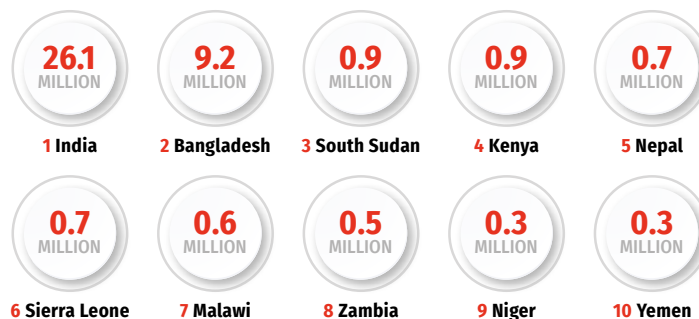 26.1
MILLION
1 India
9.2
MILLION
2 Bangladesh
0.9
MILLION
3 South Sudan
0.9
MILLION
4 Kenya
0.7
MILLION
5 Nepal
0.7
MILLION
6 Sierra Leone
0.6
MILLION
7 Malawi
0.5
MILLION
8 Zambia
0.3
MILLION
9 Niger
0.3
MILLION
10 Yemen